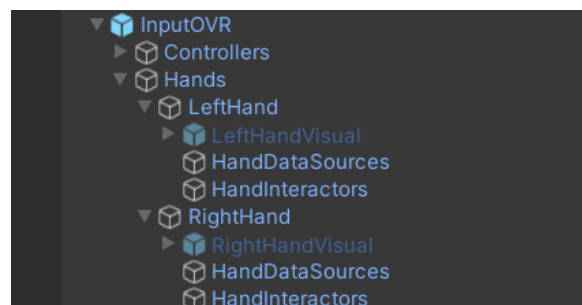 InputOVR
Controllers
Hands
LeftHand
LeftHandVisual
HandDataSources
HandInteractors
RightHand
RightHandVisual
HandDataSources
HandInteractors